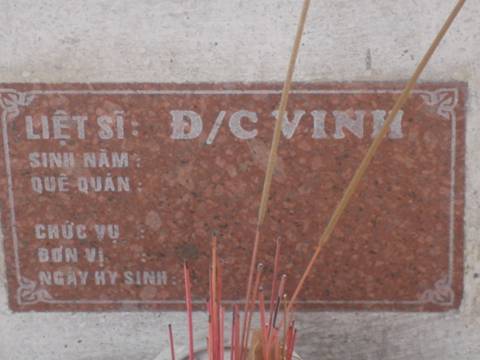 LIỆT SĨ: Đ/C VINH
SINH NĂM :
QUÊ QUÁN :
CHỨC VỤ :
ĐƠN VỊ :
NGÀY HY SINH :